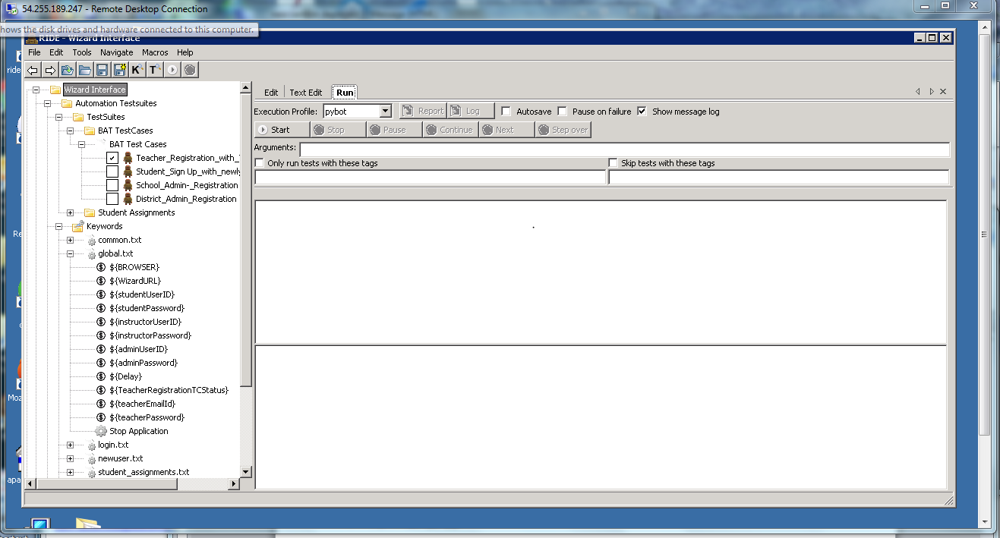 54.255.189.247 - Remote Desktop Connection
hows the disk drives and hardware connected to this computer.
RIDE - Wizard Interface
File Edit Tools Navigate Macros Help
ride
K T
Wizard Interface
Automation Testsuites
TestSuites
BAT TestCases
BAT Test Cases
Teacher_Registration_with_
Student_Sign Up_with_newly
School_Admin-_Registration
District_Admin_Registration
Student Assignments
Re
Keywords
common.txt
global.txt
${BROWSER}
${WizardURL}
${studentUserID}
${studentPassword}
${instructorUserID}
${instructorPassword}
${adminUserID}
${adminPassword}
${Delay}
${TeacherRegistrationTCStatus}
Moz
${teacherEmailId}
${teacherPassword}
Stop Application
login.txt
newuser.txt
student_assignments.txt
apa
Edit Text Edit Run
Execution Profile: pybot Report Log Autosave Pause on failure Show message log
Start Stop Pause Continue Next Step over
Arguments:
Only run tests with these tags Skip tests with these tags